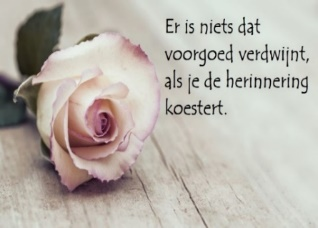 Er is niets dat
voorgoed verdwijnt,
als je de herinnering
koestert.